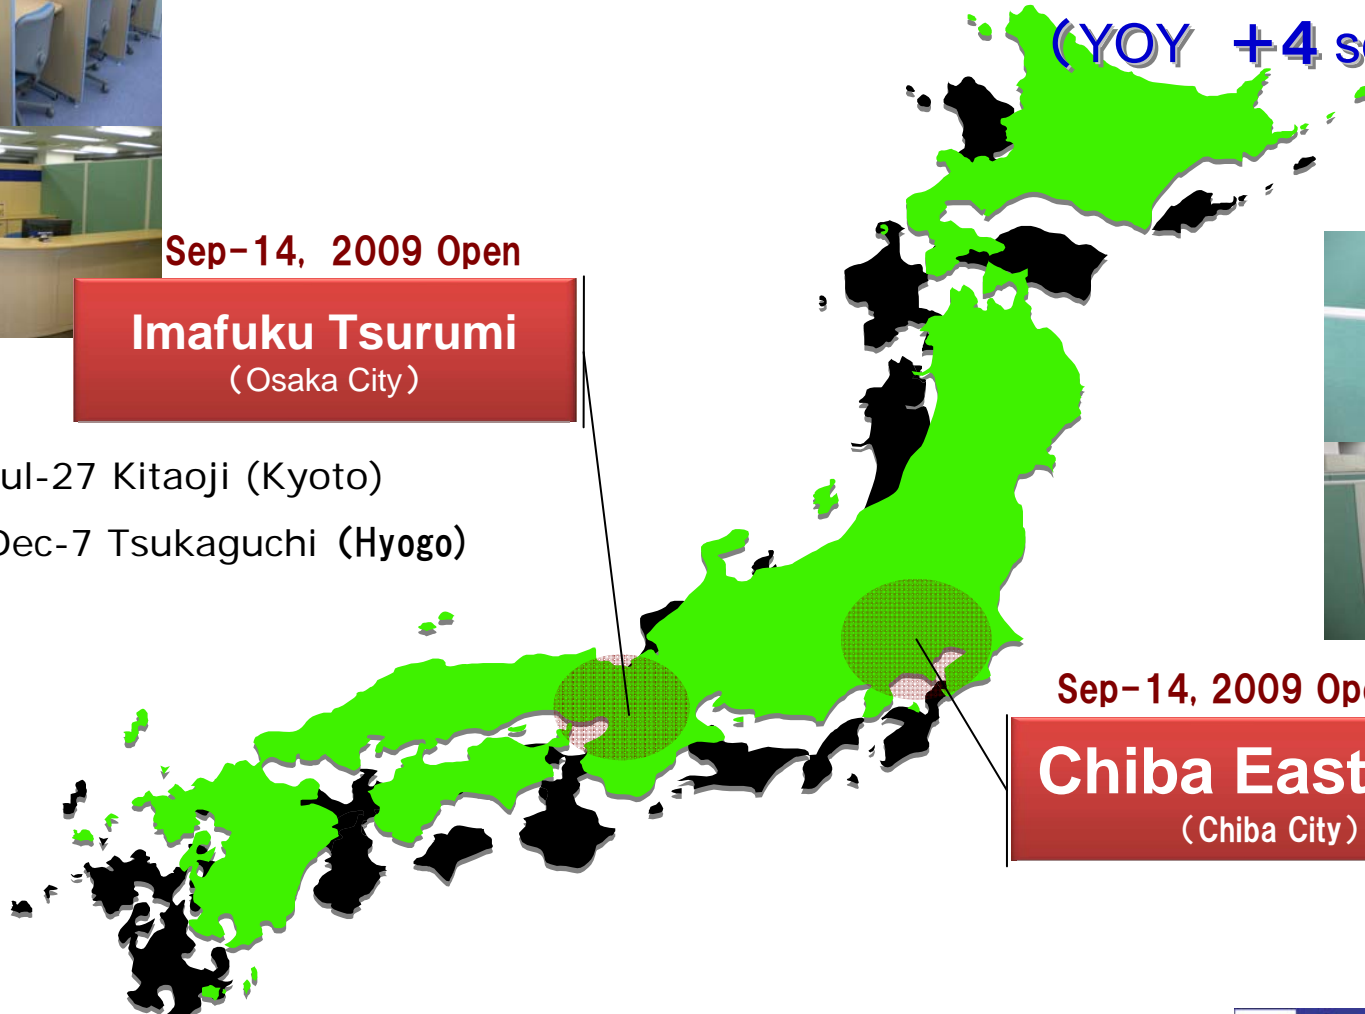 (YOY +4
Sep-14, 2009 Open
Imafuku Tsurumi
(Osaka City)
ul-27 Kitaoji (Kyoto)
Dec-7 Tsukaguchi (Hyogo)
Sep-14, 2009
Chiba East
(Chiba City)